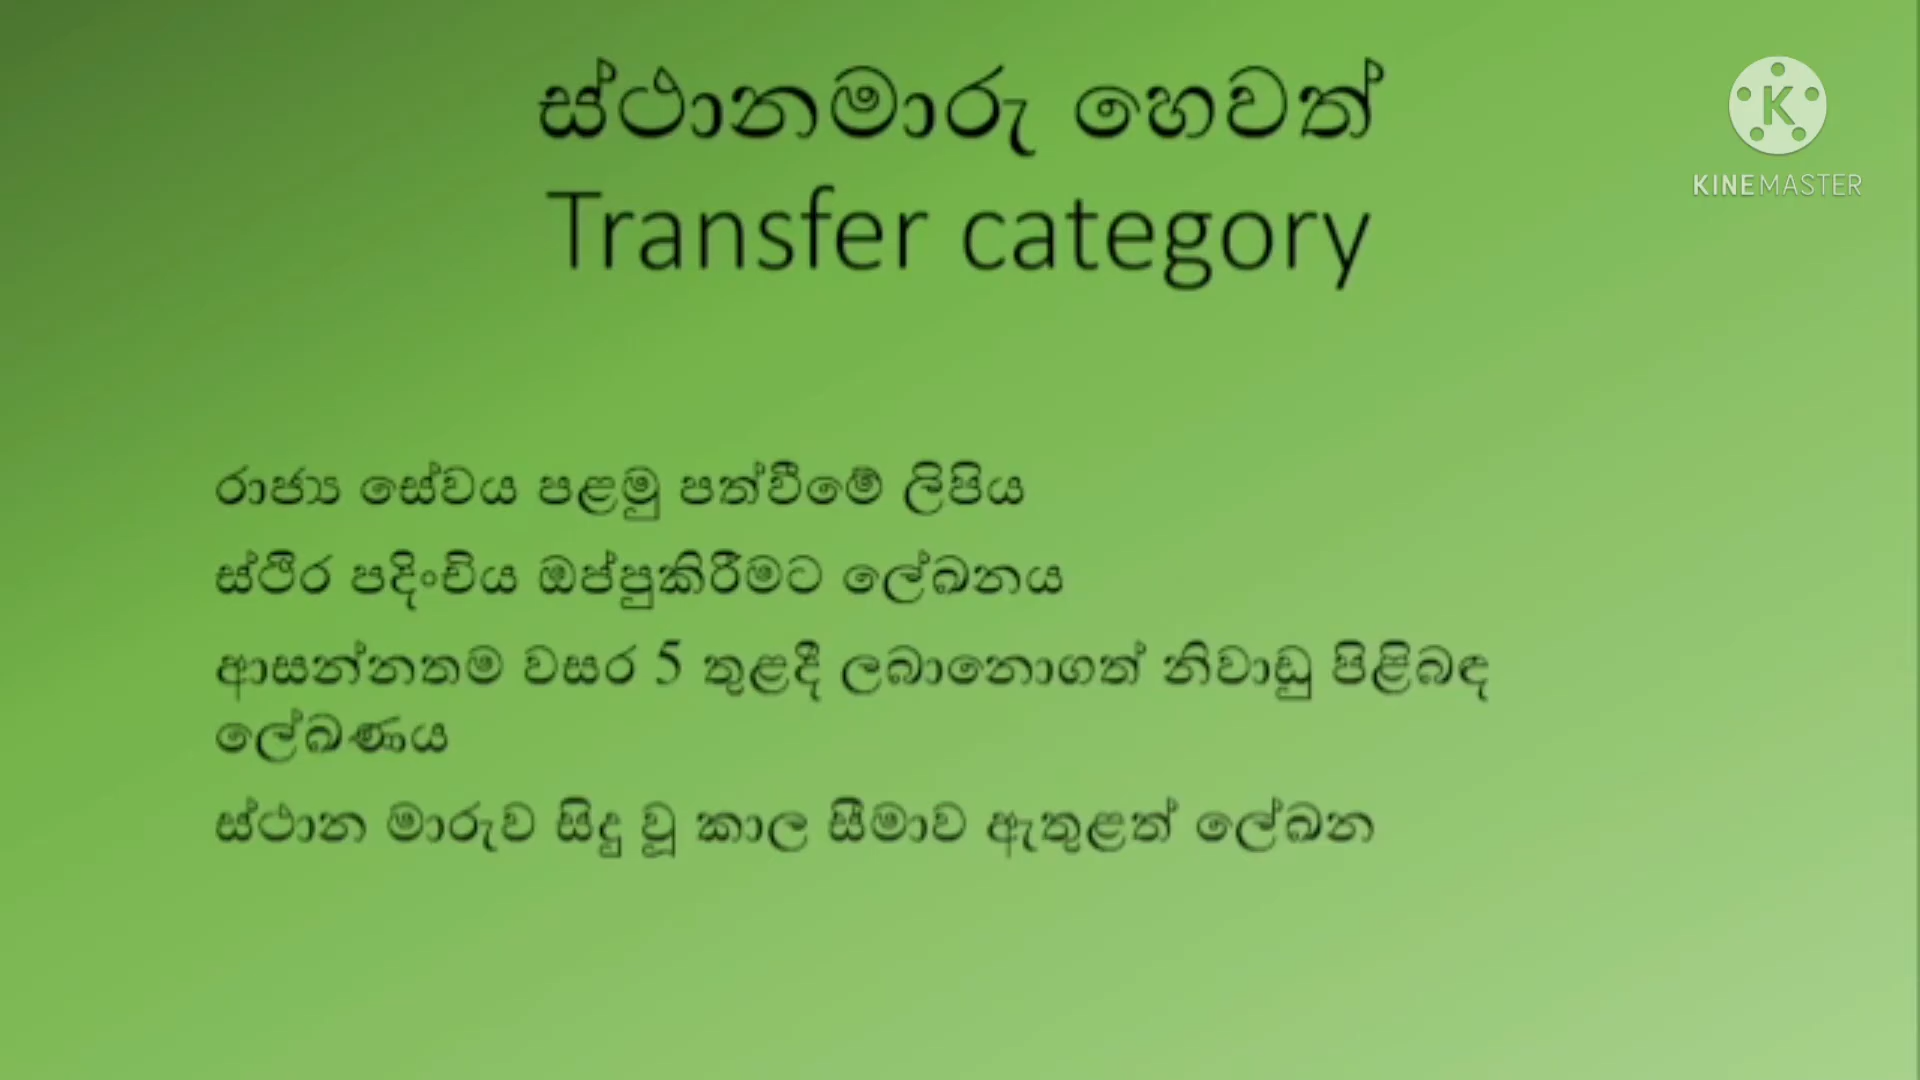 ස්ථානමාරු හෙවත්
Transfer category
K
KINEMASTER
රාජ්‍ය සේවය පළමු පත්වීමේ ලිපිය
ස්ථිර පදිංචිය ඔප්පුකිරීමට ලේඛනය
ආසන්නතම වසර 5 තුළදී ලබානොගත් නිවාඩු පිළිබඳ
ලේඛණය
ස්ථාන මාරුව සිදු වූ කාල සීමාව ඇතුළත් ලේඛන